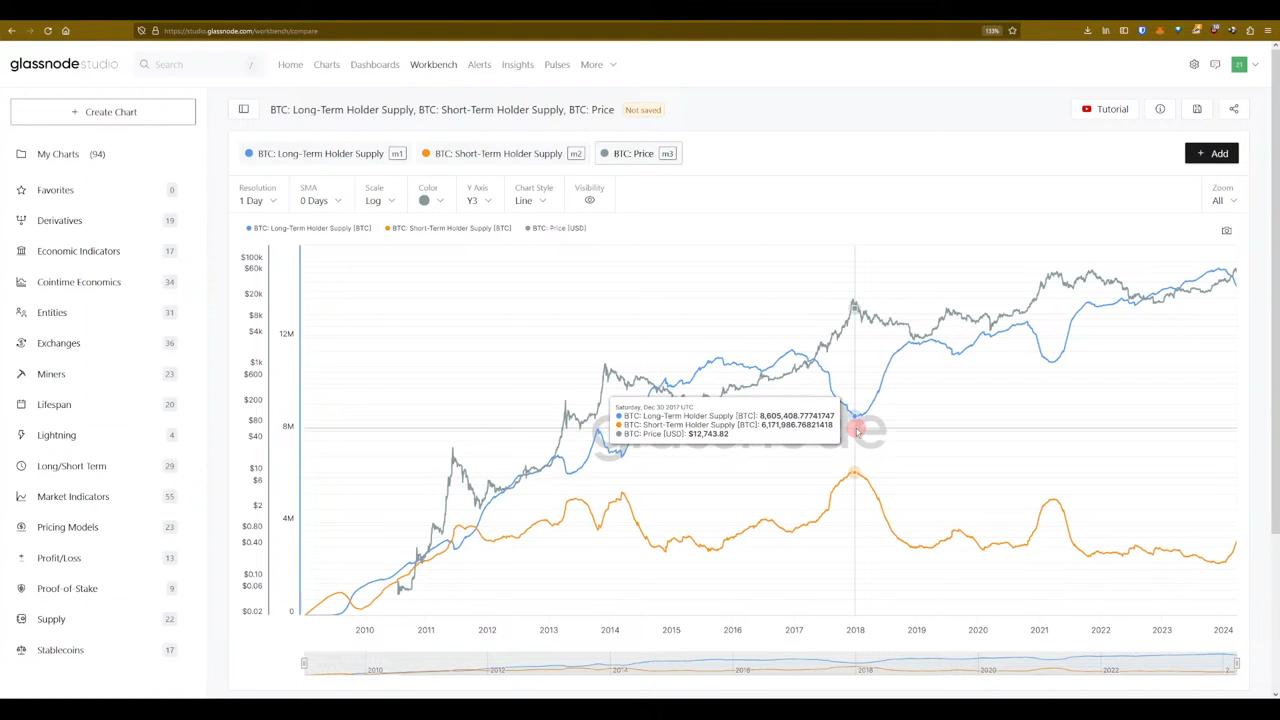 https://studio.glassnode.com/workbench/compare
133%
glassnodestudio
Search
/
Home
Charts
Dashboards
Workbench
Alerts
Insights
Pulses
More
21
+ Create Chart
My Charts (94)
Favorites 0
Derivatives 19
Economic Indicators 17
Cointime Economics 34
Entities 31
Exchanges 36
Miners 23
Lifespan 20
Lightning 4
Long/Short Term 29
Market Indicators 55
Pricing Models 23
Profit/Loss 13
Proof-of-Stake 9
Supply 22
Stablecoins 17
BTC: Long-Term Holder Supply, BTC: Short-Term Holder Supply, BTC: Price
Not saved
Tutorial
BTC: Long-Term Holder Supply m1
BTC: Short-Term Holder Supply m2
BTC: Price m3
+ Add
Resolution
1 Day
SMA
0 Days
Scale
Log
Color
Y Axis
Y3
Chart Style
Line
Visibility
Zoom
All
BTC: Long-Term Holder Supply [BTC]
BTC: Short-Term Holder Supply [BTC]
BTC: Price [USD]
$100k
$60k
$20k
$8k
$4k
$1k
$600
$200
$80
$40
$10
$6
$2
$0.80
$0.40
$0.10
$0.06
$0.02
12M
8M
4M
0
glassnode
Saturday, Dec 30 2017 UTC
BTC: Long-Term Holder Supply [BTC]: 8,605,408.77741747
BTC: Short-Term Holder Supply [BTC]: 6,171,986.76821418
BTC: Price [USD]: $12,743.82
2010 2011 2012 2013 2014 2015 2016 2017 2018 2019 2020 2021 2022 2023 2024
2010 2012 2014 2016 2018 2020 2022